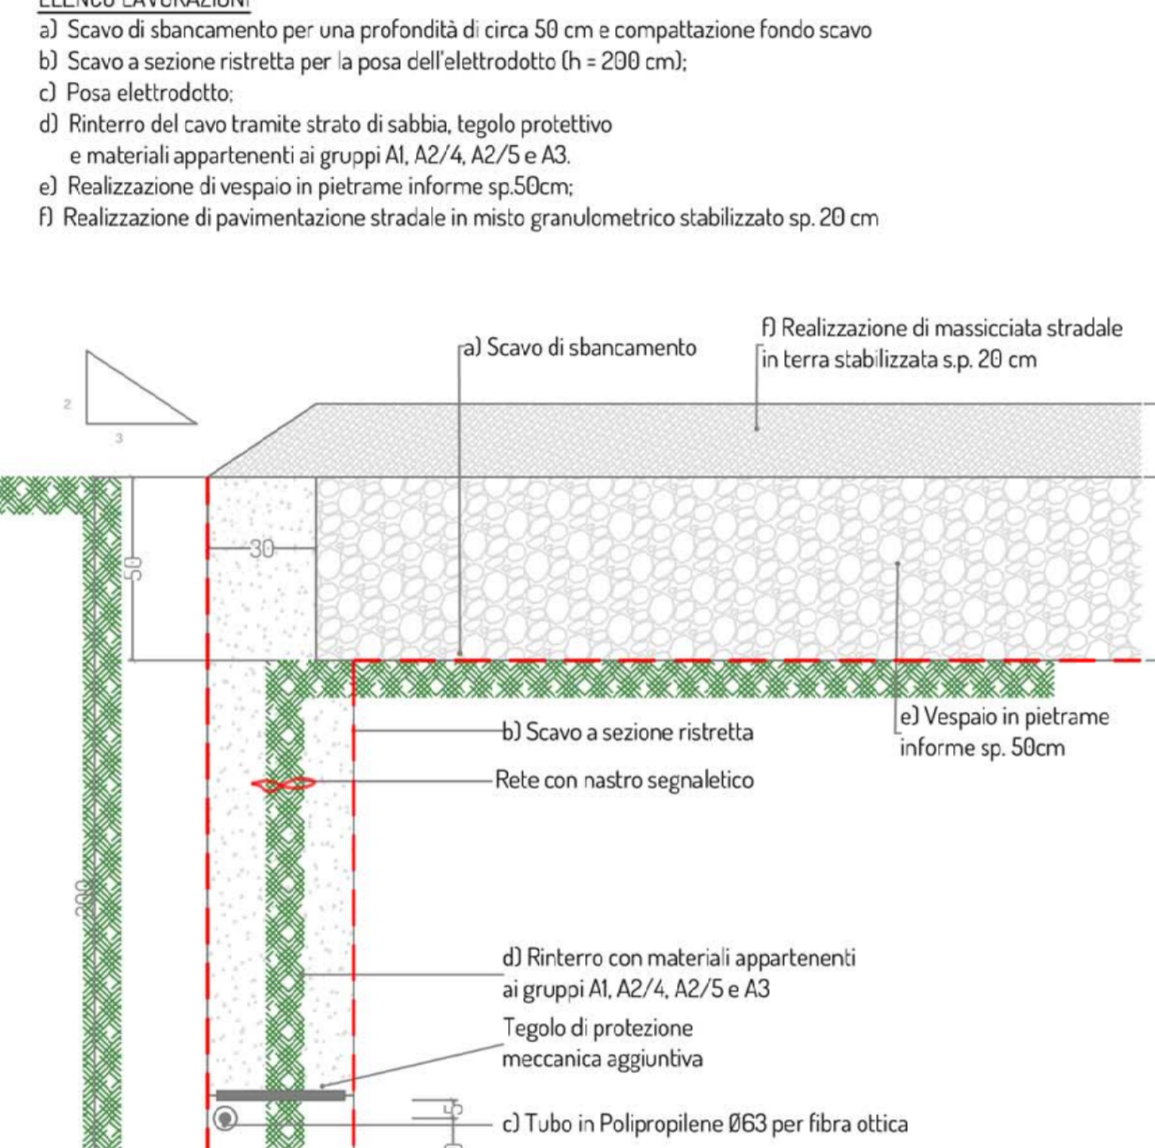 ELENCO LAVORAZIONI
a) Scavo di sbancamento per una profondità di circa 50 cm e compattazione fondo scavo
b) Scavo a sezione ristretta per la posa dell'elettrodotto (h = 200 cm);
c) Posa elettrodotto;
d) Rinterro del cavo tramite strato di sabbia, tegolo protettivo
e materiali appartenenti ai gruppi A1, A2/4, A2/5 e A3.
e) Realizzazione di vespaio in pietrame informe sp.50cm;
f) Realizzazione di pavimentazione stradale in misto granulometrico stabilizzato sp. 20 cm
f) Realizzazione di massicciata stradale
in terra stabilizzata s.p. 20 cm
a) Scavo di sbancamento
2
3
30
50
e) Vespaio in pietrame
informe sp. 50cm
b) Scavo a sezione ristretta
Rete con nastro segnaletico
200
d) Rinterro con materiali appartenenti
ai gruppi A1, A2/4, A2/5 e A3
Tegolo di protezione
meccanica aggiuntiva
5
c) Tubo in Polipropilene Ø63 per fibra ottica